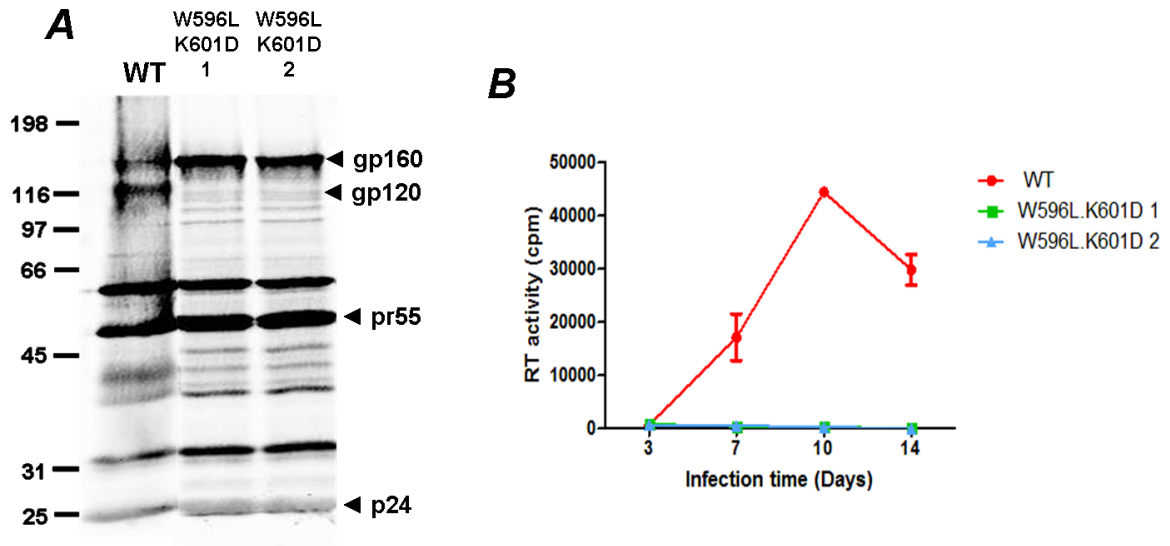 A
WT
W596L
K601D
1
W596L
K601D
2
198
116
97
66
45
31
25
gp160
gp120
pr55
p24
B
RT activity (cpm)
50000
40000
30000
20000
10000
0
3 7 10 14
Infection time (Days)
WT
W596L.K601D 1
W596L.K601D 2